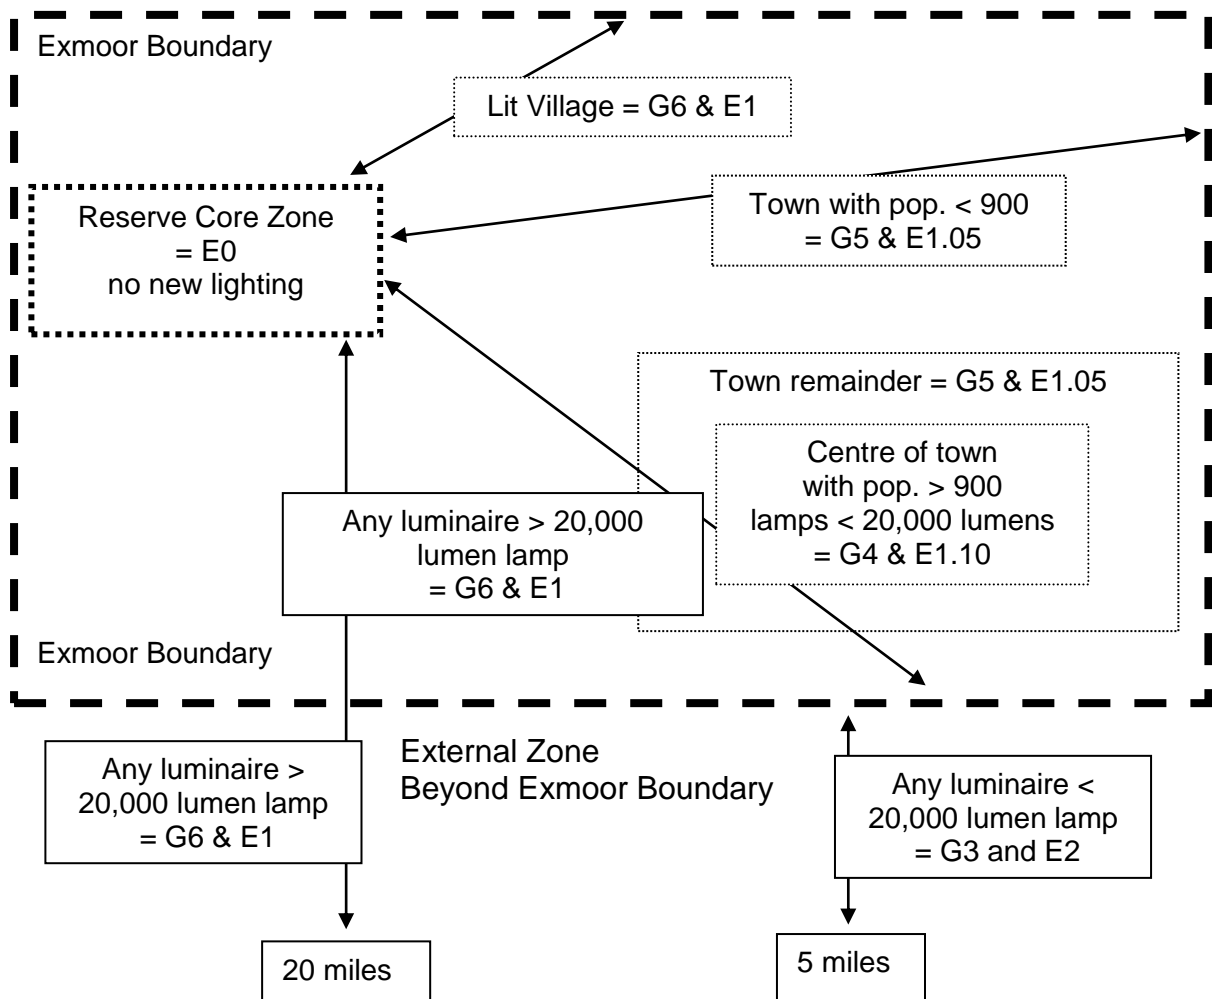 Exmoor Boundary
Lit Village = G6 & E1
Reserve Core Zone
= E0
no new lighting
Town with pop. < 900
= G5 & E1.05
Town remainder = G5 & E1.05
Centre of town
with pop. > 900
lamps < 20,000 lumens
= G4 & E1.10
Any luminaire > 20,000
lumen lamp
= G6 & E1
Exmoor Boundary
External Zone
Beyond Exmoor Boundary
Any luminaire >
20,000 lumen lamp
= G6 & E1
Any luminaire <
20,000 lumen lamp
= G3 and E2
20 miles
5 miles